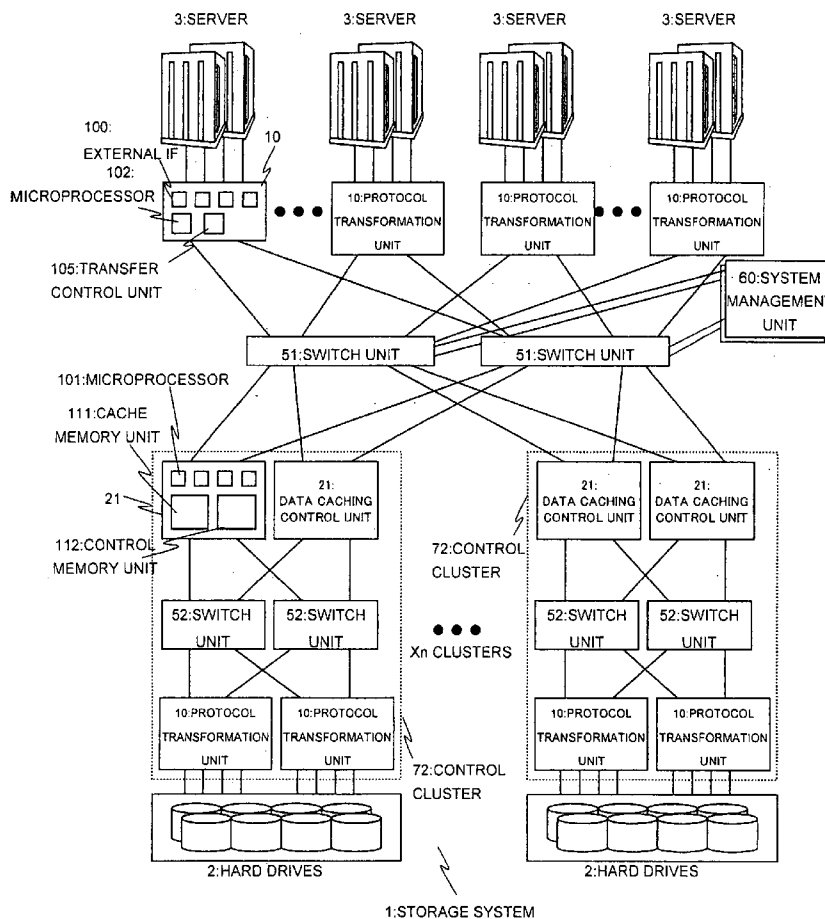 3:SERVER
3:SERVER
3:SERVER
3:SERVER
100:
EXTERNAL IF
102:
MICROPROCESSOR
10
10:PROTOCOL
TRANSFORMATION
UNIT
10:PROTOCOL
TRANSFORMATION
UNIT
10:PROTOCOL
TRANSFORMATION
UNIT
105:TRANSFER
CONTROL UNIT
60:SYSTEM
MANAGEMENT
UNIT
51:SWITCH UNIT
51:SWITCH UNIT
101:MICROPROCESSOR
111:CACHE
MEMORY UNIT
21
112:CONTROL
MEMORY UNIT
21:
DATA CACHING
CONTROL UNIT
21:
DATA CACHING
CONTROL UNIT
21:
DATA CACHING
CONTROL UNIT
72:CONTROL
CLUSTER
52:SWITCH
UNIT
52:SWITCH
UNIT
Xn CLUSTERS
52:SWITCH
UNIT
52:SWITCH
UNIT
10:PROTOCOL
TRANSFORMATION
UNIT
10:PROTOCOL
TRANSFORMATION
UNIT
72:CONTROL
CLUSTER
10:PROTOCOL
TRANSFORMATION
UNIT
10:PROTOCOL
TRANSFORMATION
UNIT
2:HARD DRIVES
2:HARD DRIVES
1:STORAGE SYSTEM